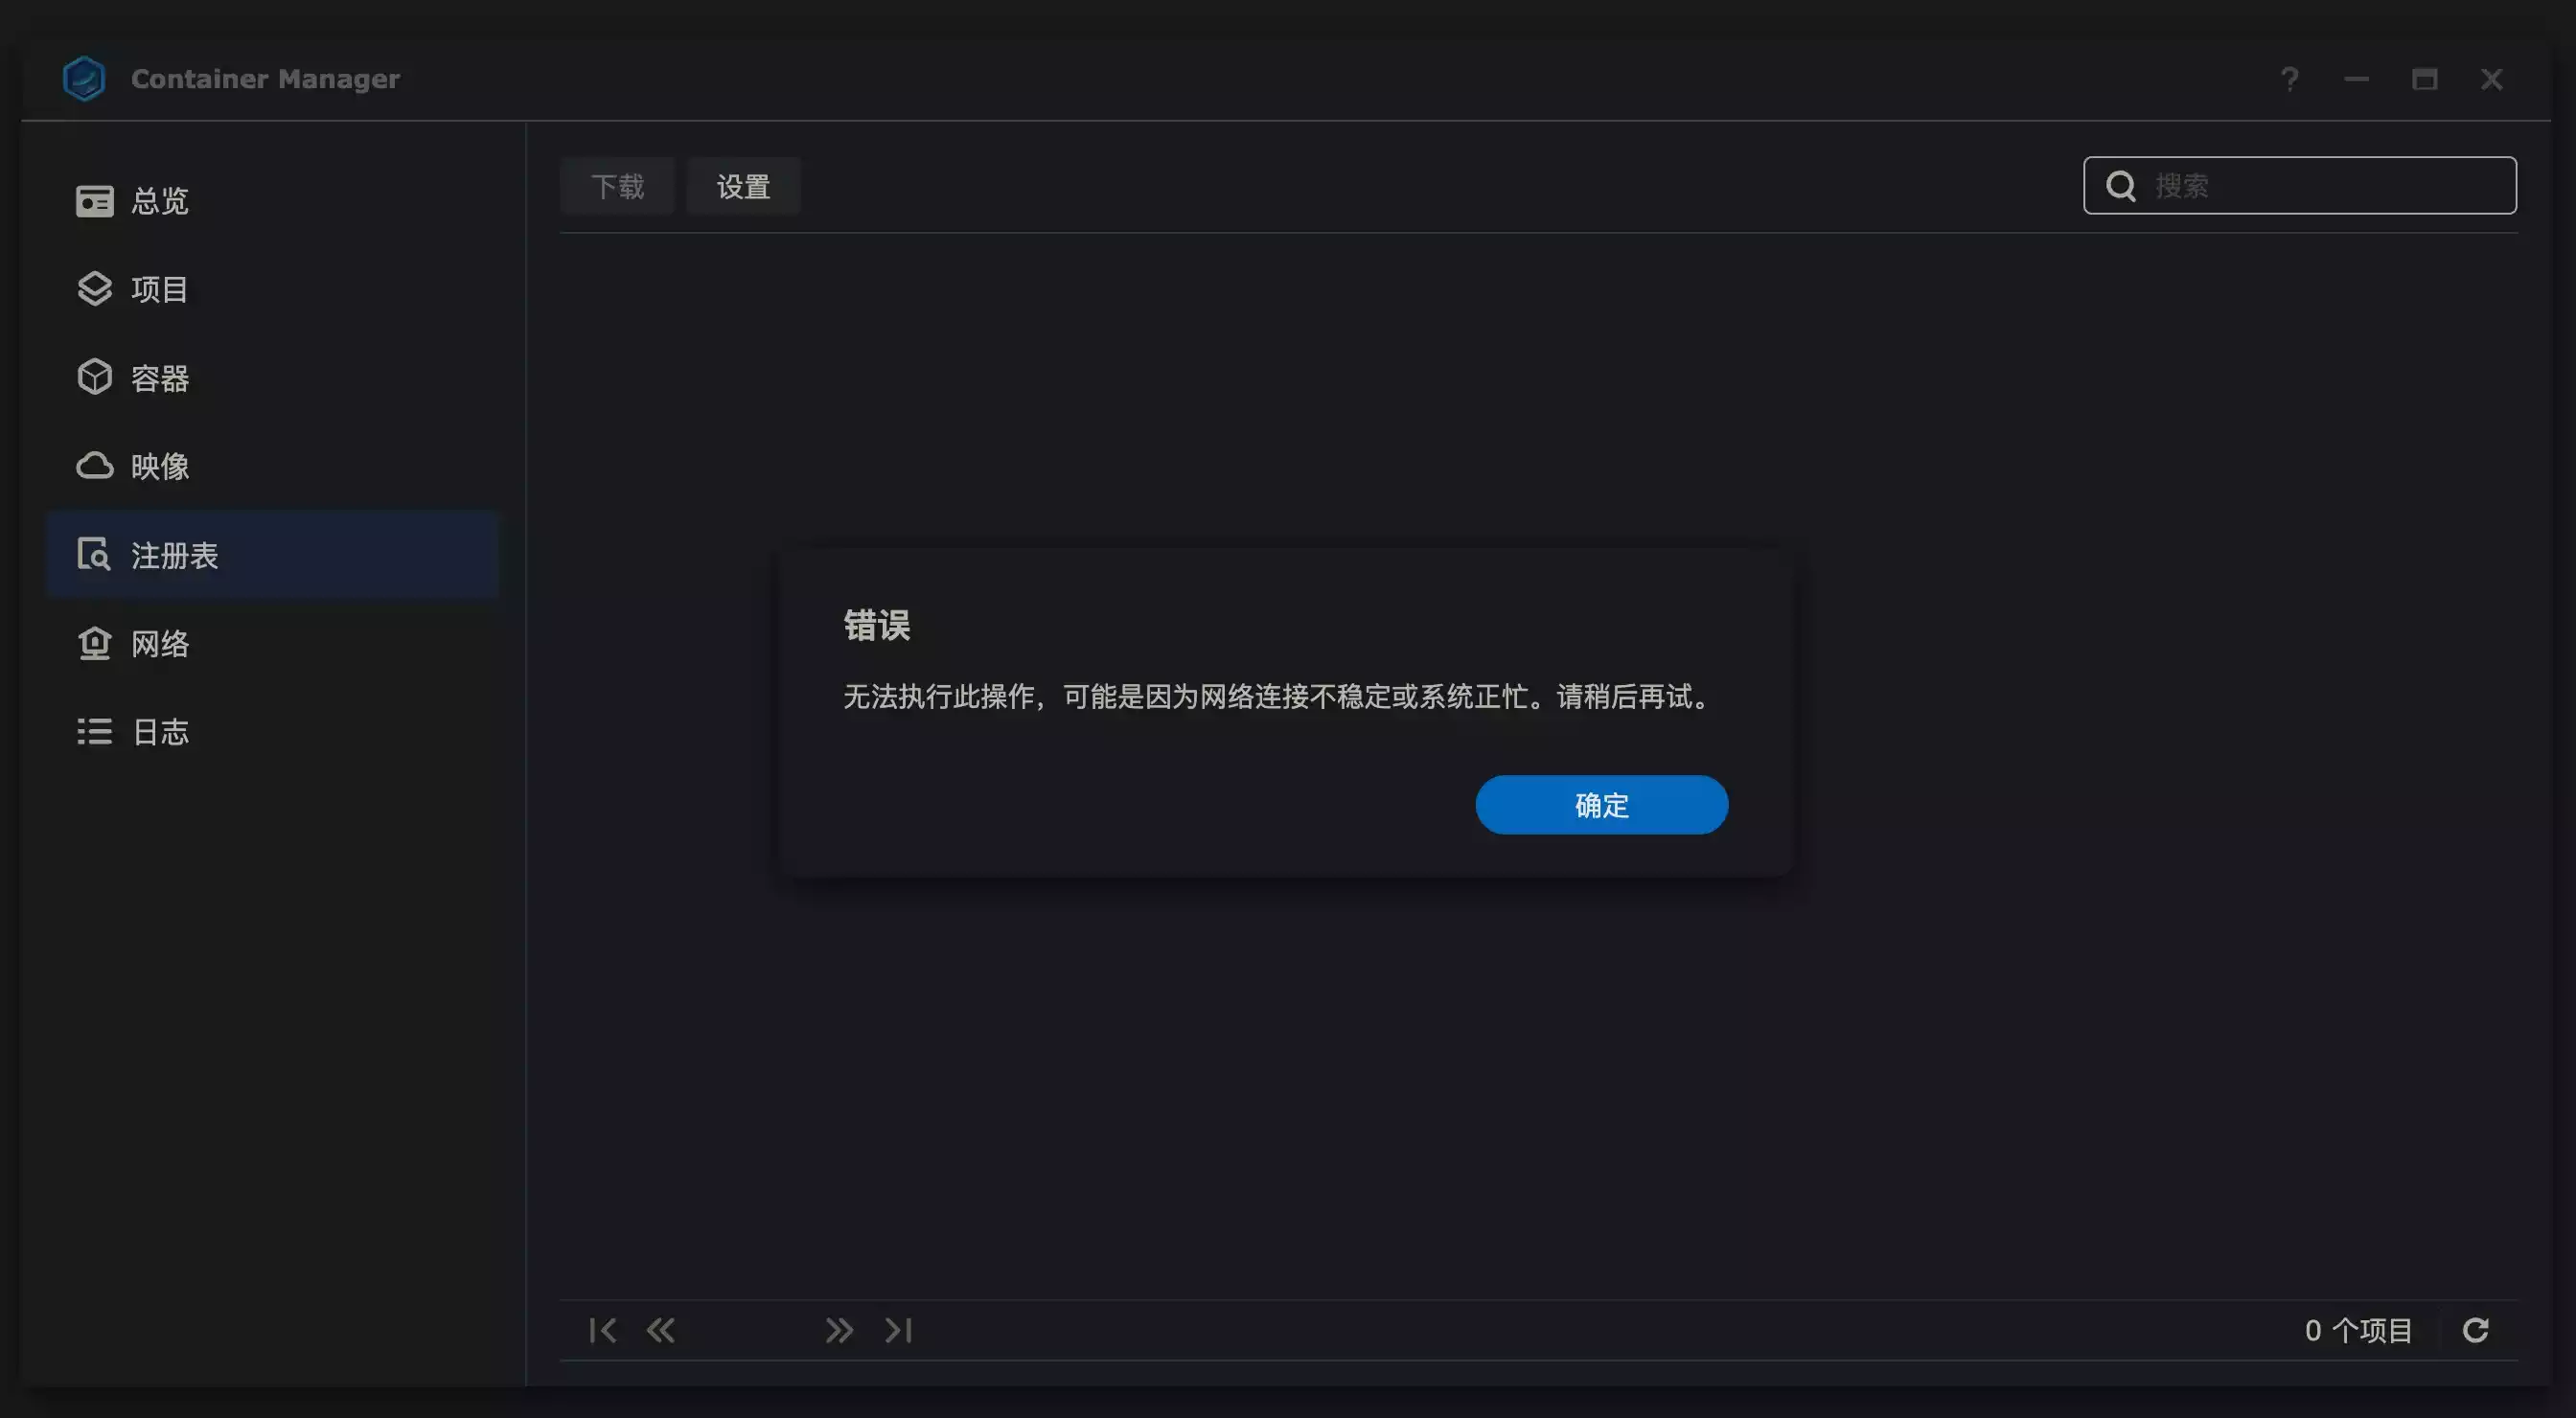 Container Manager
总览
项目
容器
映像
注册表
网络
日志
下载
设置
搜索
错误
无法执行此操作，可能是因为网络连接不稳定或系统正忙。请稍后再试。
确定
0 个项目